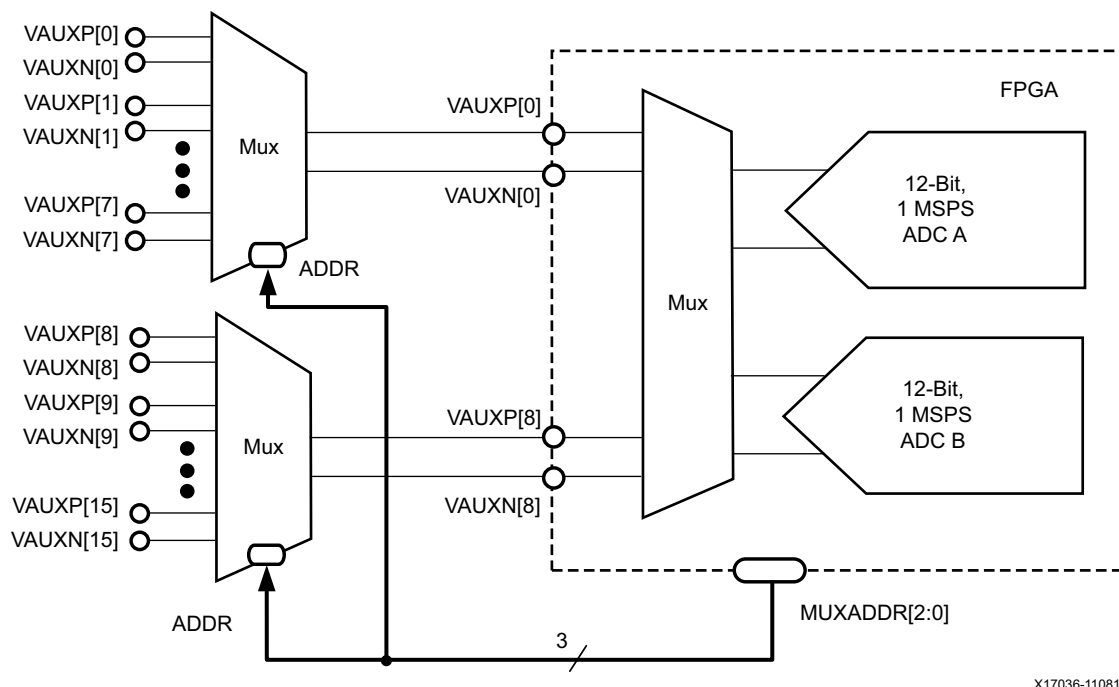 VAUXP[0]
VAUXN[0]
VAUXP[1]
VAUXN[1]
VAUXP[7]
VAUXN[7]
Mux
ADDR
VAUXP[8]
VAUXN[8]
VAUXP[9]
VAUXN[9]
VAUXP[15]
VAUXN[15]
Mux
ADDR
VAUXP[0]
VAUXN[0]
VAUXP[8]
VAUXN[8]
FPGA
Mux
12-Bit,
1 MSPS
ADC A
12-Bit,
1 MSPS
ADC B
MUXADDR[2:0]
3
X17036-11081